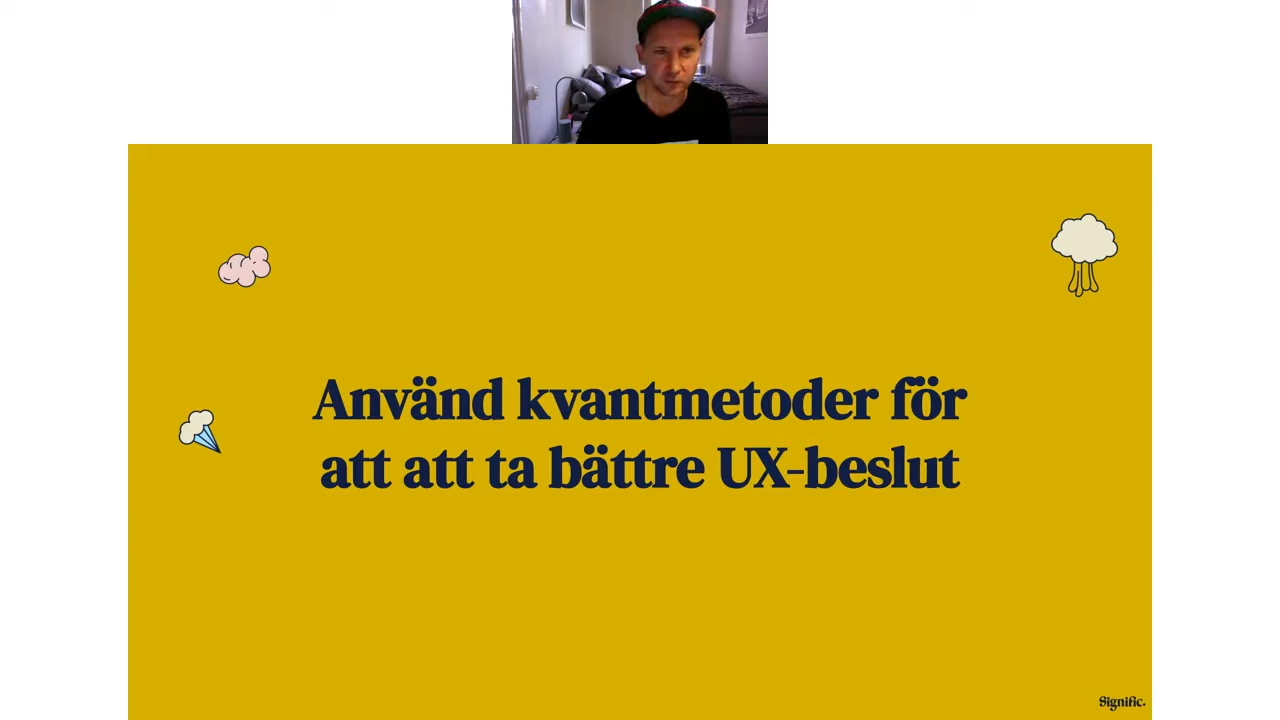 Använd kvantmetoder för
att att ta bättre UX-beslut
Signific.